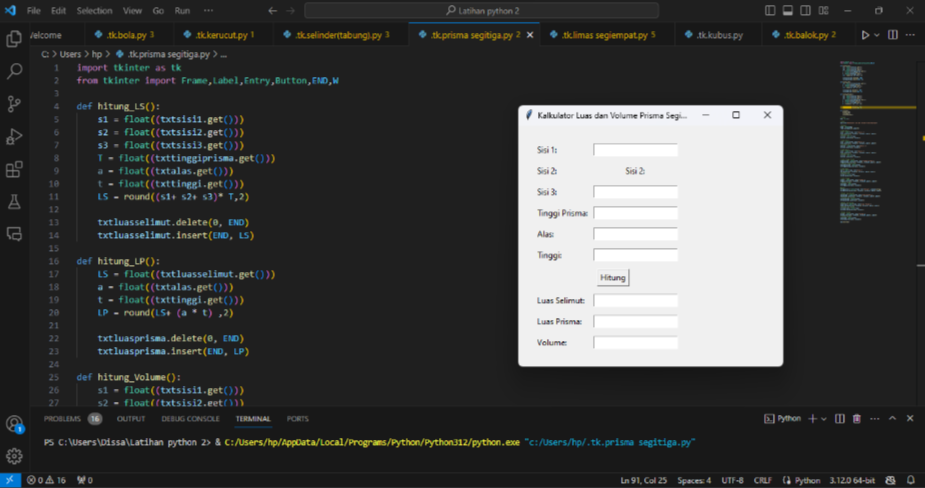 File Edit Selection View Go Run ... Latihan python 2
Welcome .tk.bola.py 3 .tk.kerucut.py 1 .tk.selinder(tabung).py 3 .tk.prisma segitiga.py 2 .tk.limas segiempat.py 5 .tk.kubus.py .tk.balok.py 2
C: > Users > hp > .tk.prisma segitiga.py > ...
1 import tkinter as tk
2 from tkinter import Frame,Label,Entry,Button,END,W
3
4 def hitung_LS():
5 s1 = float((txtsisi1.get()))
6 s2 = float((txtsisi2.get()))
7 s3 = float((txtsisi3.get()))
8 T = float((txttinggiprisma.get()))
9 a = float((txtalas.get()))
10 t = float((txttinggi.get()))
11 LS = round((s1+ s2+ s3)* T,2)
12
13 txtluasselimut.delete(0, END)
14 txtluasselimut.insert(END, LS)
15
16 def hitung_LP():
17 LS = float((txtluasselimut.get()))
18 a = float((txtalas.get()))
19 t = float((txttinggi.get()))
20 LP = round(LS+ (a * t) ,2)
21
22 txtluasprisma.delete(0, END)
23 txtluasprisma.insert(END, LP)
24
25 def hitung_Volume():
26 s1 = float((txtsisi1.get()))
27 s2 = float((txtsisi2.get()))
Kalkulator Luas dan Volume Prisma Segi...
Sisi 1:
Sisi 2: Sisi 2:
Sisi 3:
Tinggi Prisma:
Alas:
Tinggi:
Hitung
Luas Selimut:
Luas Prisma:
Volume:
PROBLEMS 16 OUTPUT DEBUG CONSOLE TERMINAL PORTS Python
PS C:\Users\Dissa\Latihan python 2> & C:/Users/hp/AppData/Local/Programs/Python/Python312/python.exe "c:/Users/hp/.tk.prisma segitiga.py"
1
0 16 0 Ln 91, Col 25 Spaces: 4 UTF-8 CRLF Python 3.12.0 64-bit